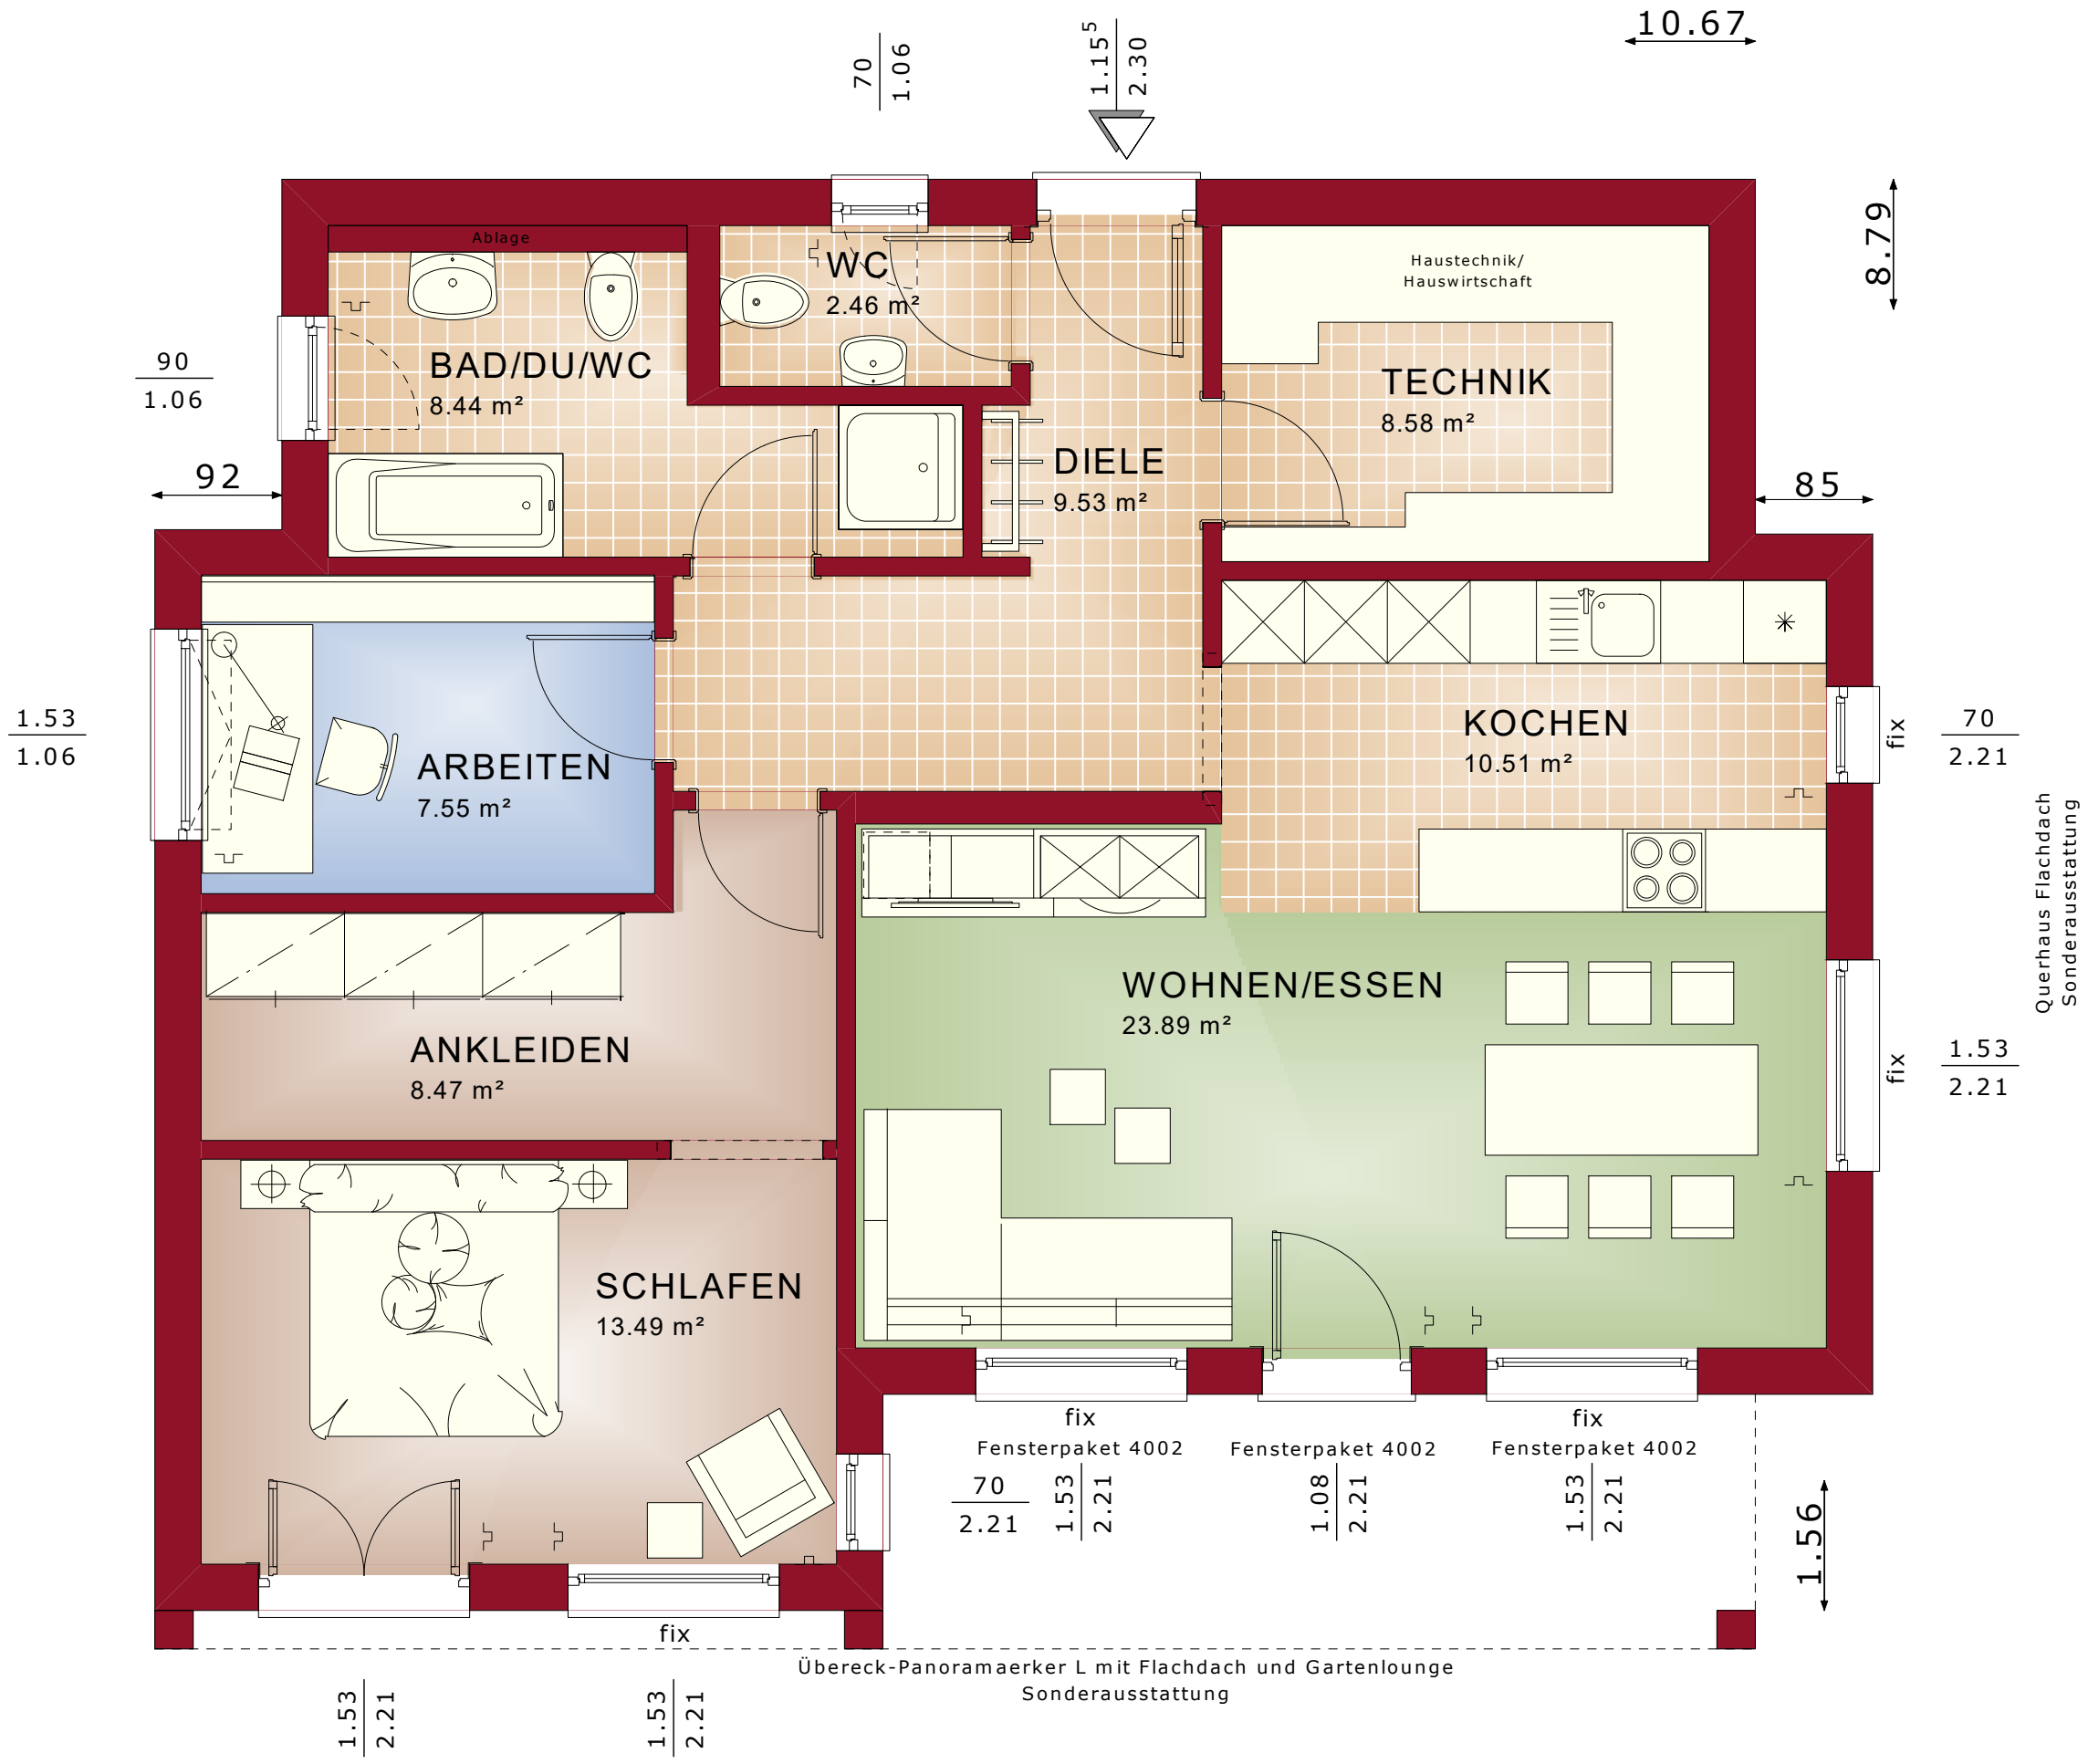 10.67
70
1.06
1.15⁵
2.30
8.79
Ablage
WC
2.46 m²
Haustechnik/
Hauswirtschaft
BAD/DU/WC
8.44 m²
90
1.06
TECHNIK
8.58 m²
92
DIELE
9.53 m²
85
1.53
1.06
ARBEITEN
7.55 m²
KOCHEN
10.51 m²
fix
70
2.21
Querhaus Flachdach
Sonderausstattung
WOHNEN/ESSEN
23.89 m²
ANKLEIDEN
8.47 m²
fix
1.53
2.21
SCHLAFEN
13.49 m²
fix
fix
Fensterpaket 4002
Fensterpaket 4002
Fensterpaket 4002
70
2.21
1.53
2.21
1.08
2.21
1.53
2.21
1.56
fix
Übereck-Panoramaerker L mit Flachdach und Gartenlounge
Sonderausstattung
1.53
2.21
1.53
2.21